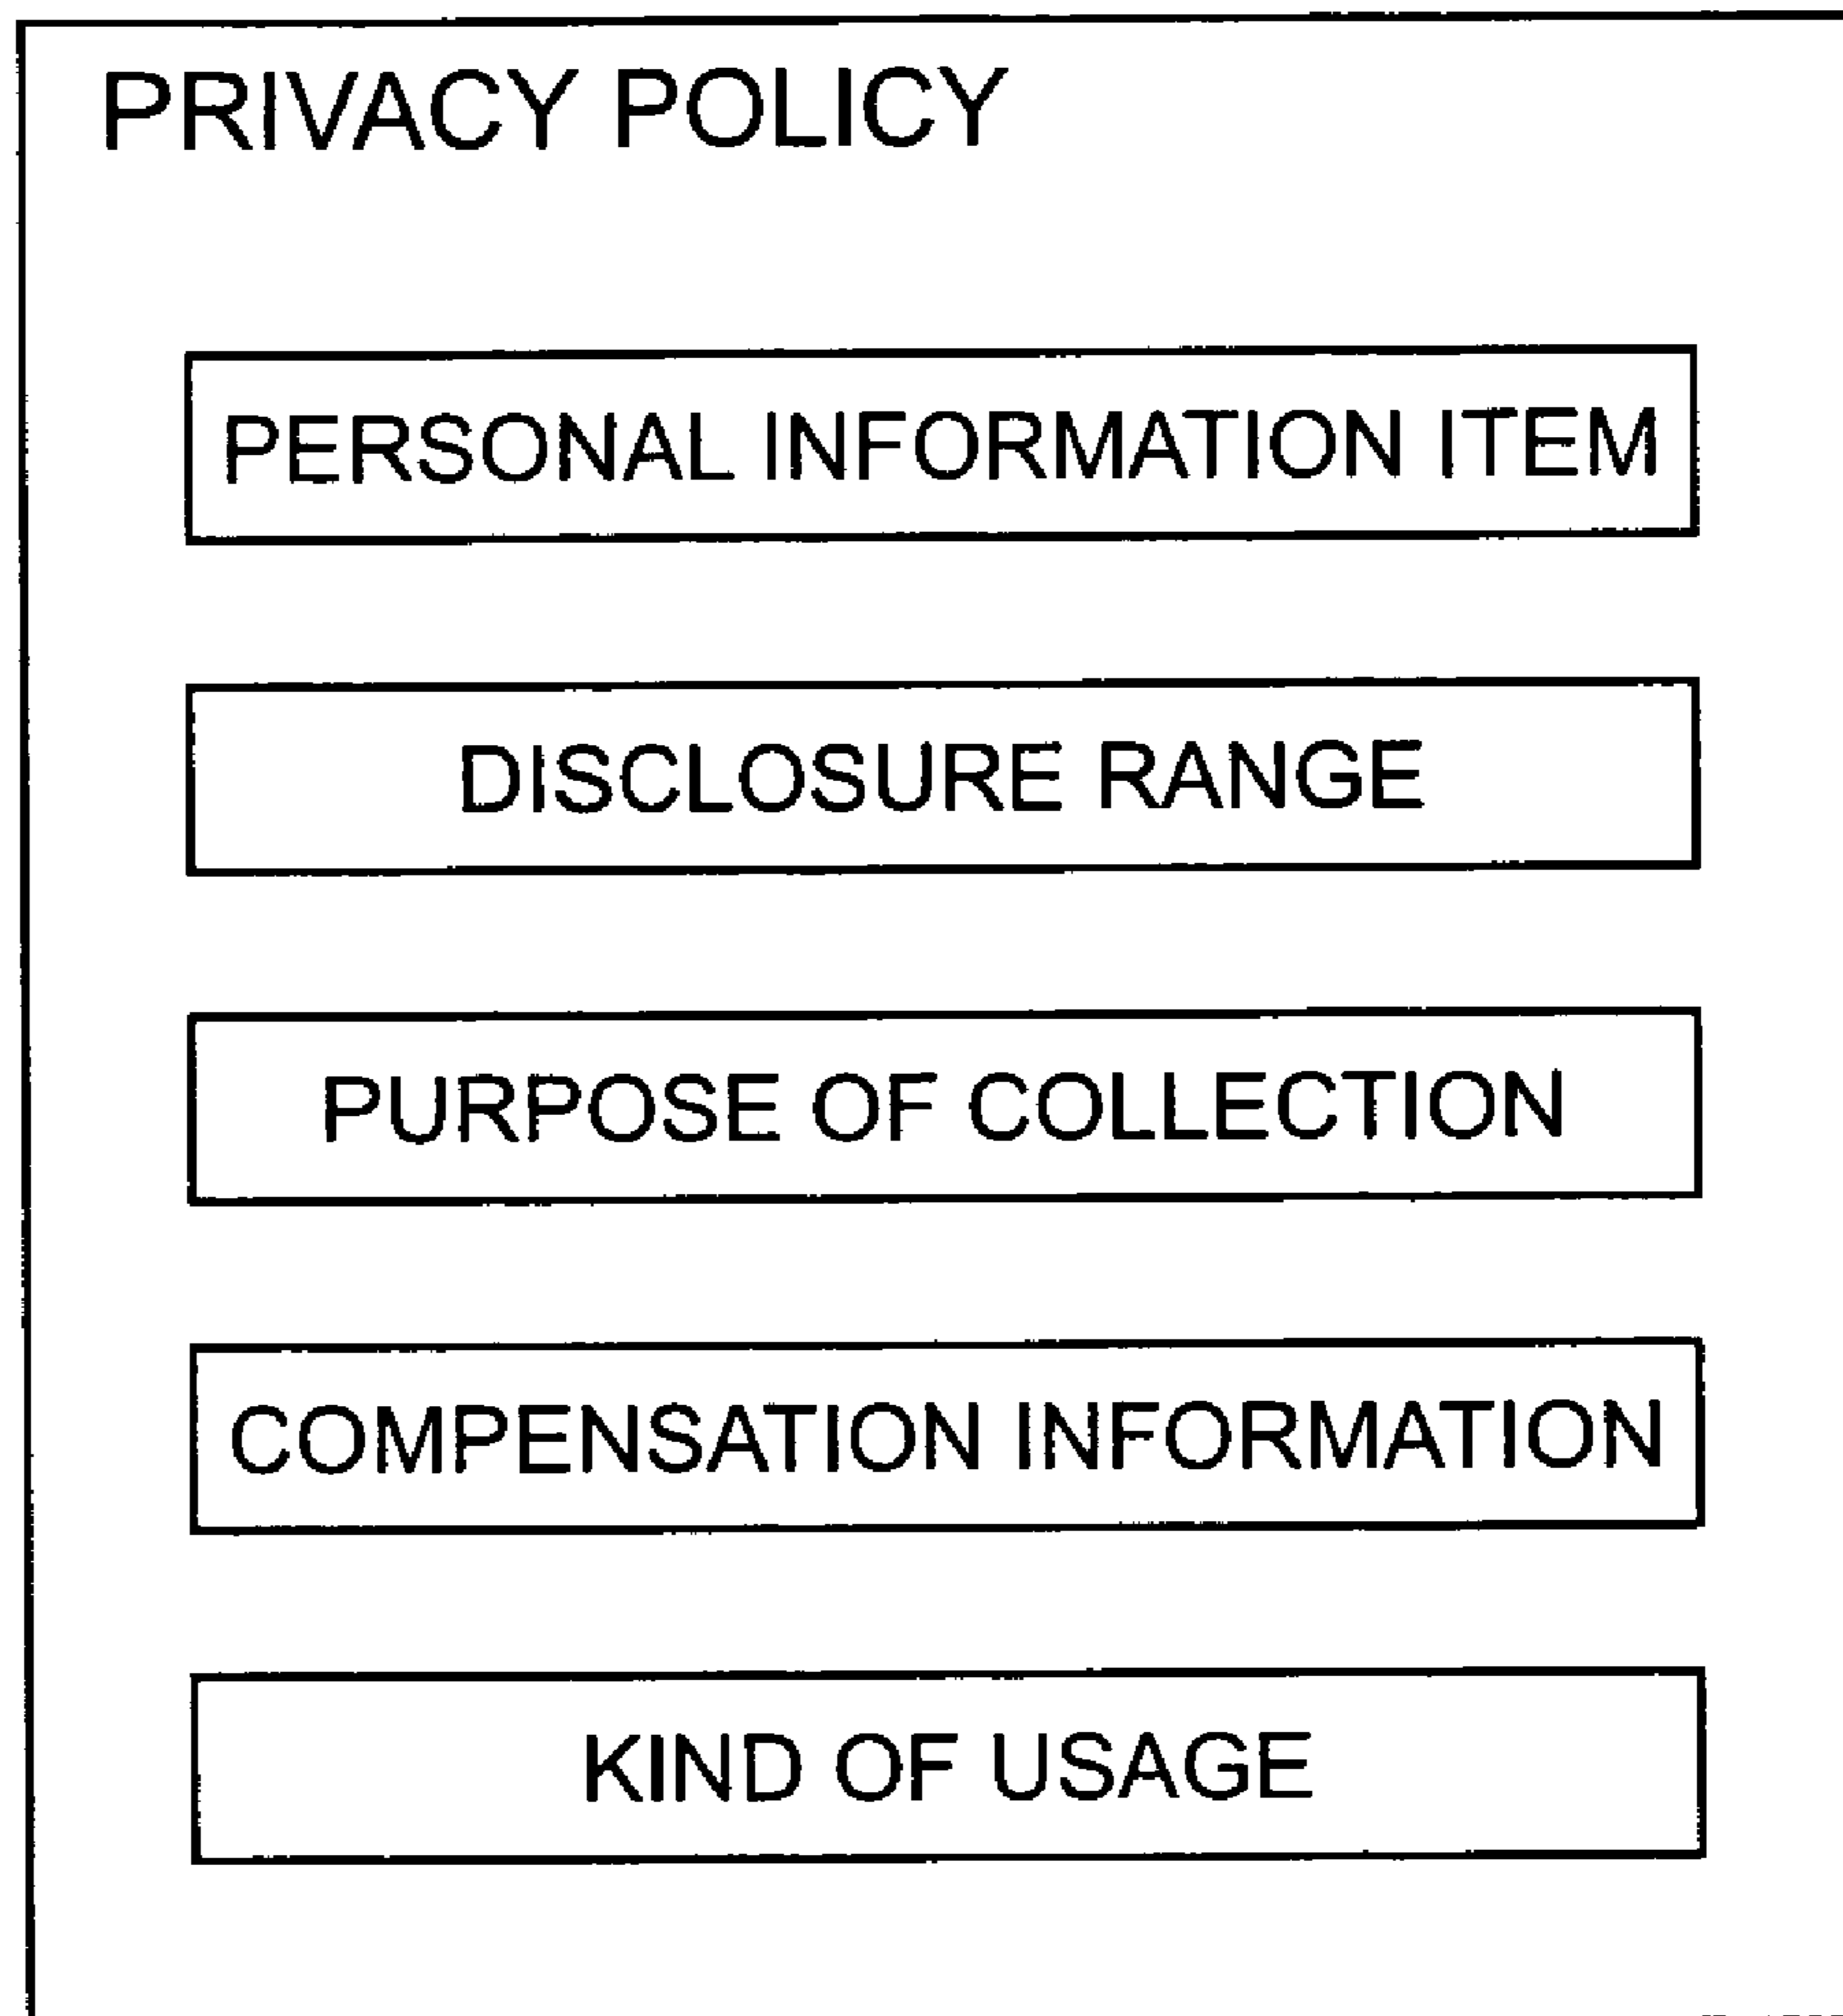 PRIVACY POLICY
PERSONAL INFORMATION ITEM
DISCLOSURE RANGE
PURPOSE OF COLLECTION
COMPENSATION INFORMATION
KIND OF USAGE